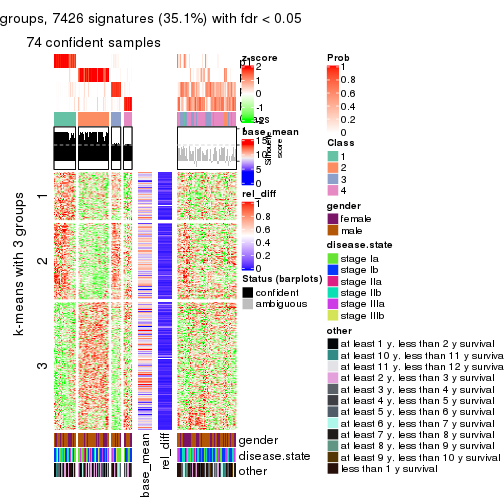 groups, 7426 signatures (35.1%) with fdr < 0.05
74 confident samples
z-score
2
1
0
-1
-2
base_mean
15
10
5
0
rel_diff
1
0.8
0.6
0.4
0.2
0
Status (barplots)
confident
ambiguous
Silhouette
score
Prob
1
0.8
0.6
0.4
0.2
0
Class
1
2
3
4
gender
female
male
disease.state
stage Ia
stage Ib
stage IIa
stage IIb
stage IIIa
stage IIIb
other
at least 1 y. less than 2 y survival
at least 10 y. less than 11 y survival
at least 11 y. less than 12 y survival
at least 2 y. less than 3 y survival
at least 3 y. less than 4 y survival
at least 4 y. less than 5 y survival
at least 5 y. less than 6 y survival
at least 6 y. less than 7 y survival
at least 7 y. less than 8 y survival
at least 8 y. less than 9 y survival
at least 9 y. less than 10 y survival
less than 1 y survival
k-means with 3 groups
1
2
3
base_mean
rel_diff
gender
disease.state
other